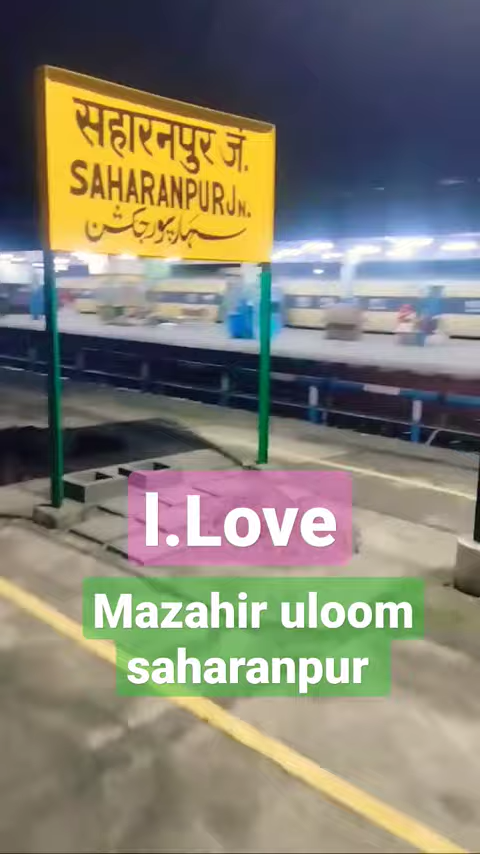 सहारनपुर जं.
SAHARANPUR JN.
سہارنپور جنکشن
I.Love
Mazahir uloom
saharanpur